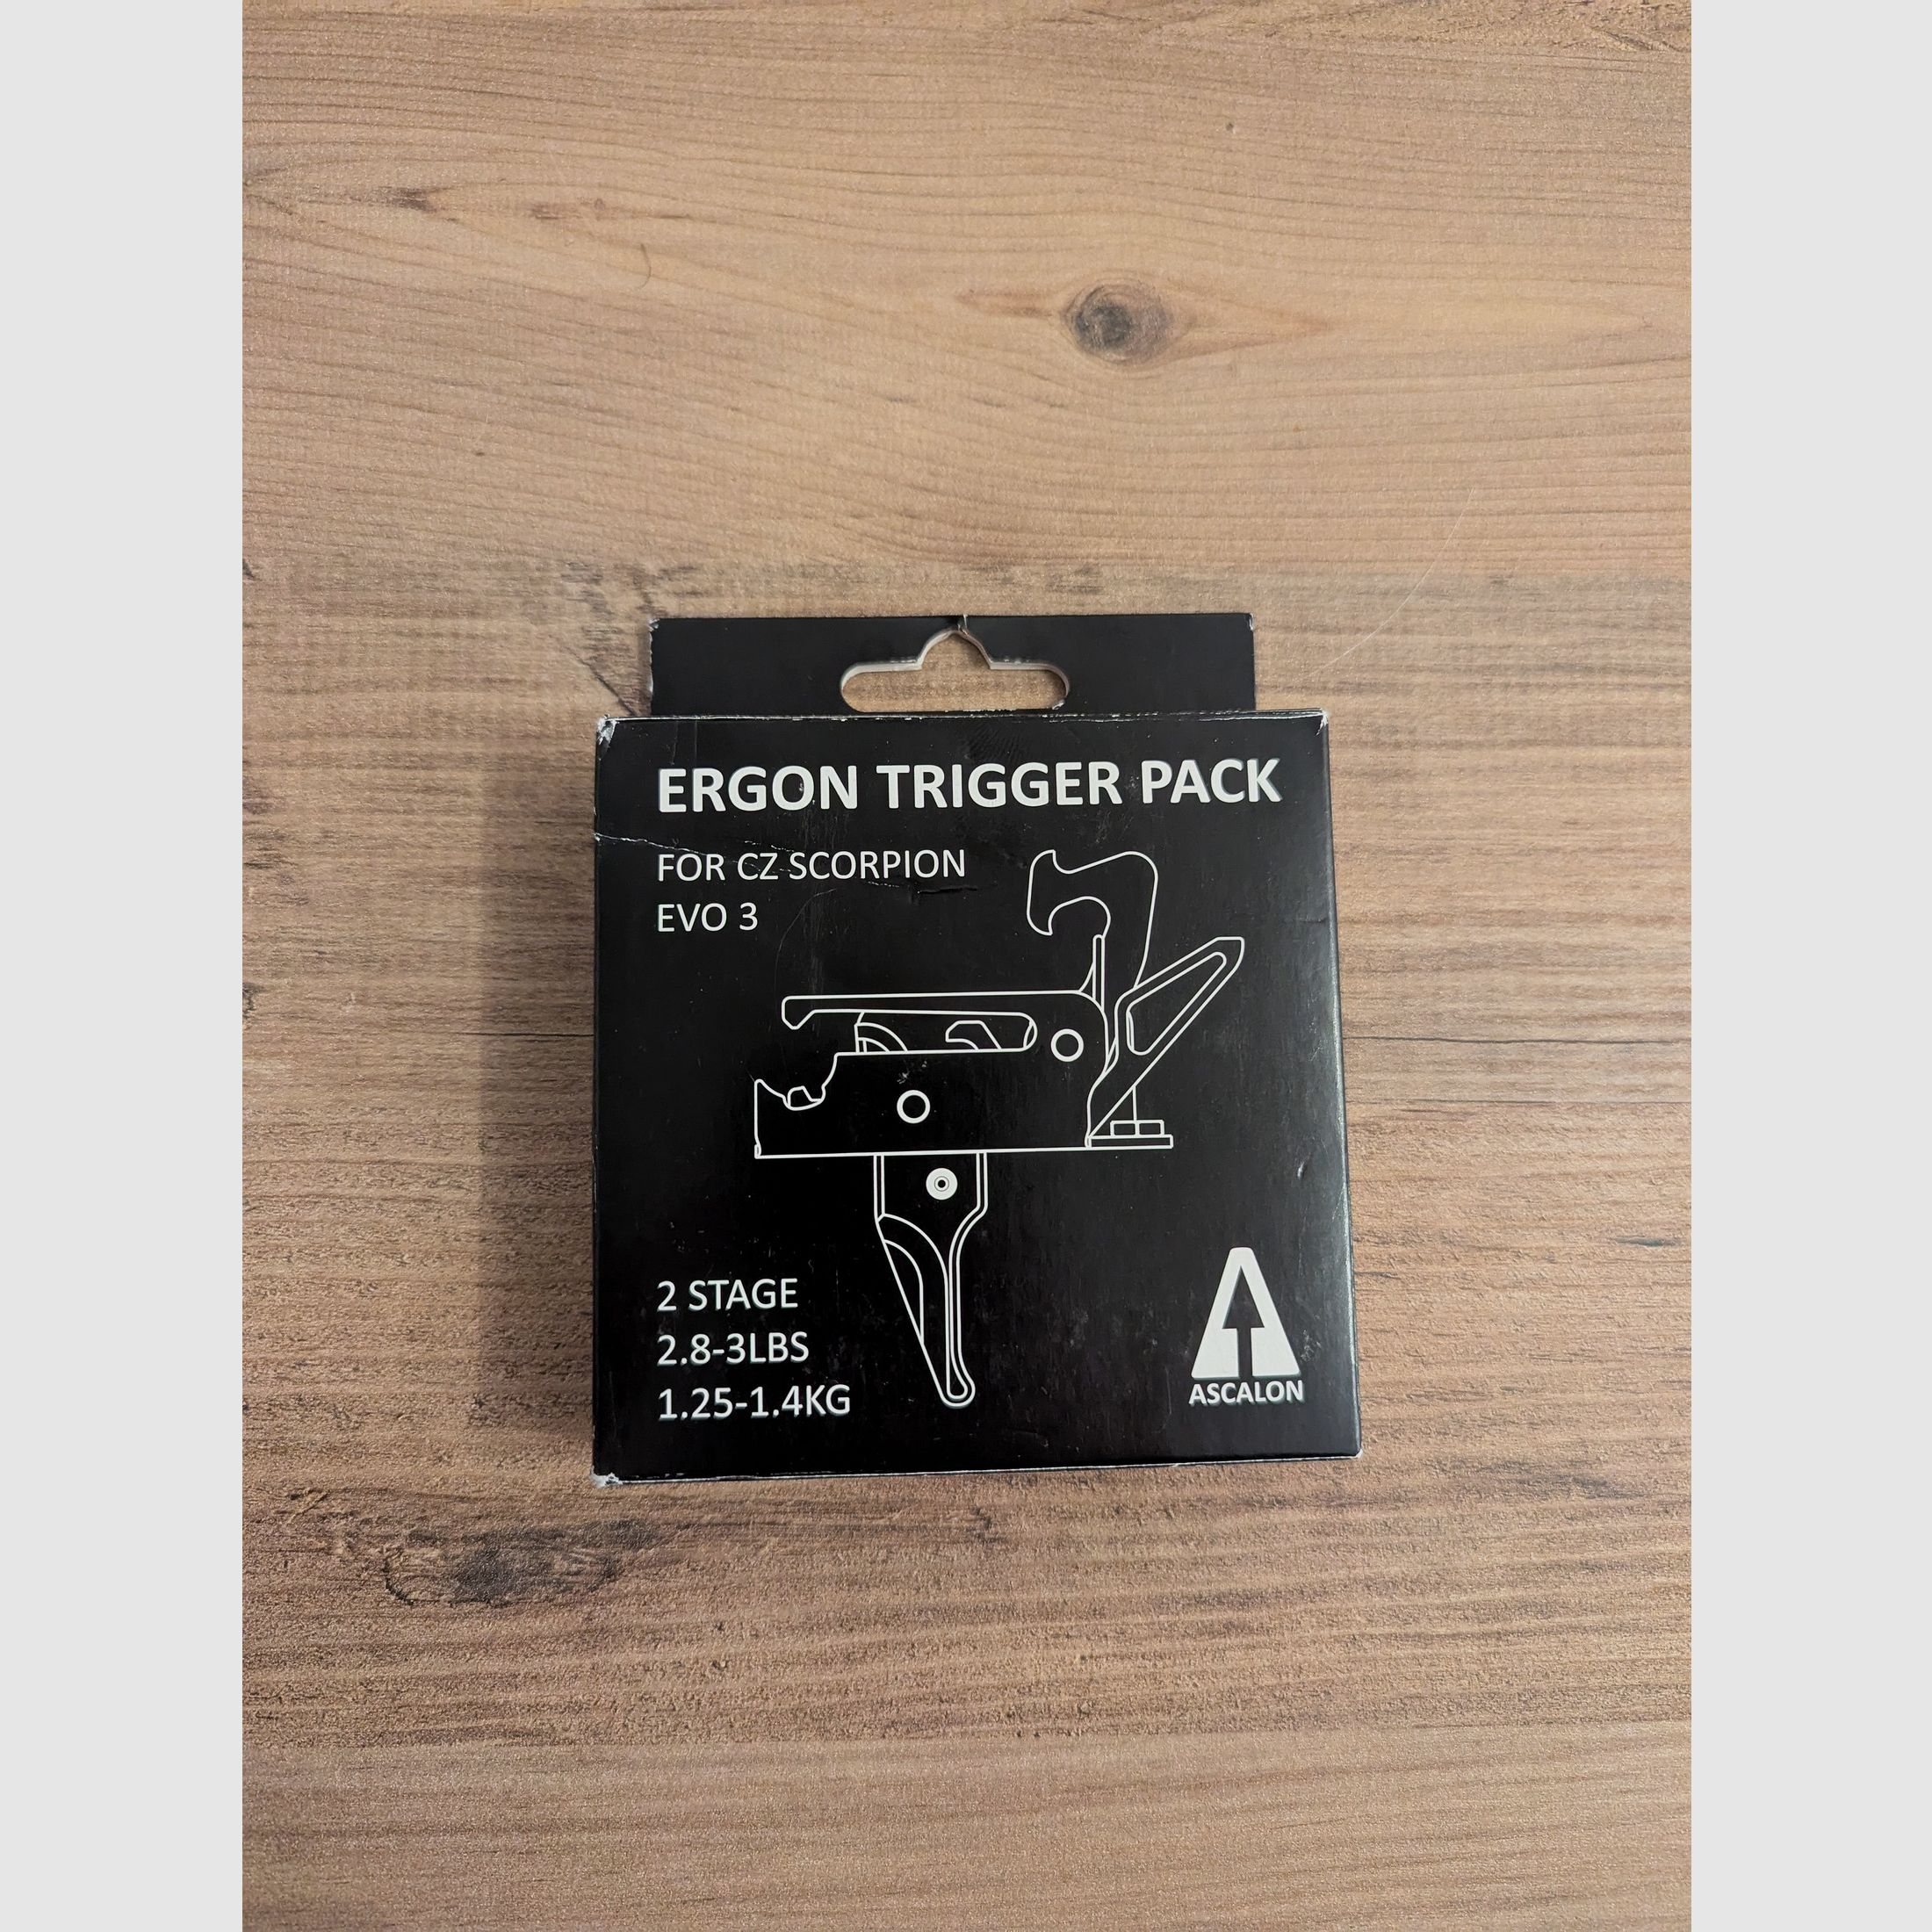 ERGON TRIGGER PACK
FOR CZ SCORPION
EVO 3
2 STAGE
2.8-3LBS
1.25-1.4KG
ASCALON